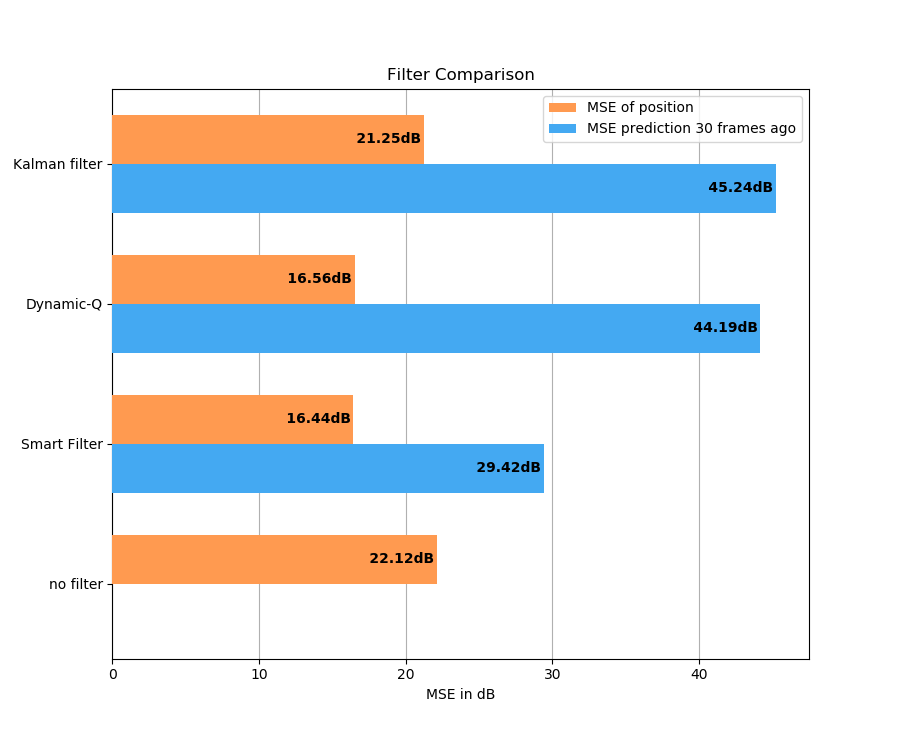 Filter Comparison
MSE of position
MSE prediction 30 frames ago
Kalman filter
21.25dB
45.24dB
Dynamic-Q
16.56dB
44.19dB
Smart Filter
16.44dB
29.42dB
no filter
22.12dB
0 10 20 30 40
MSE in dB